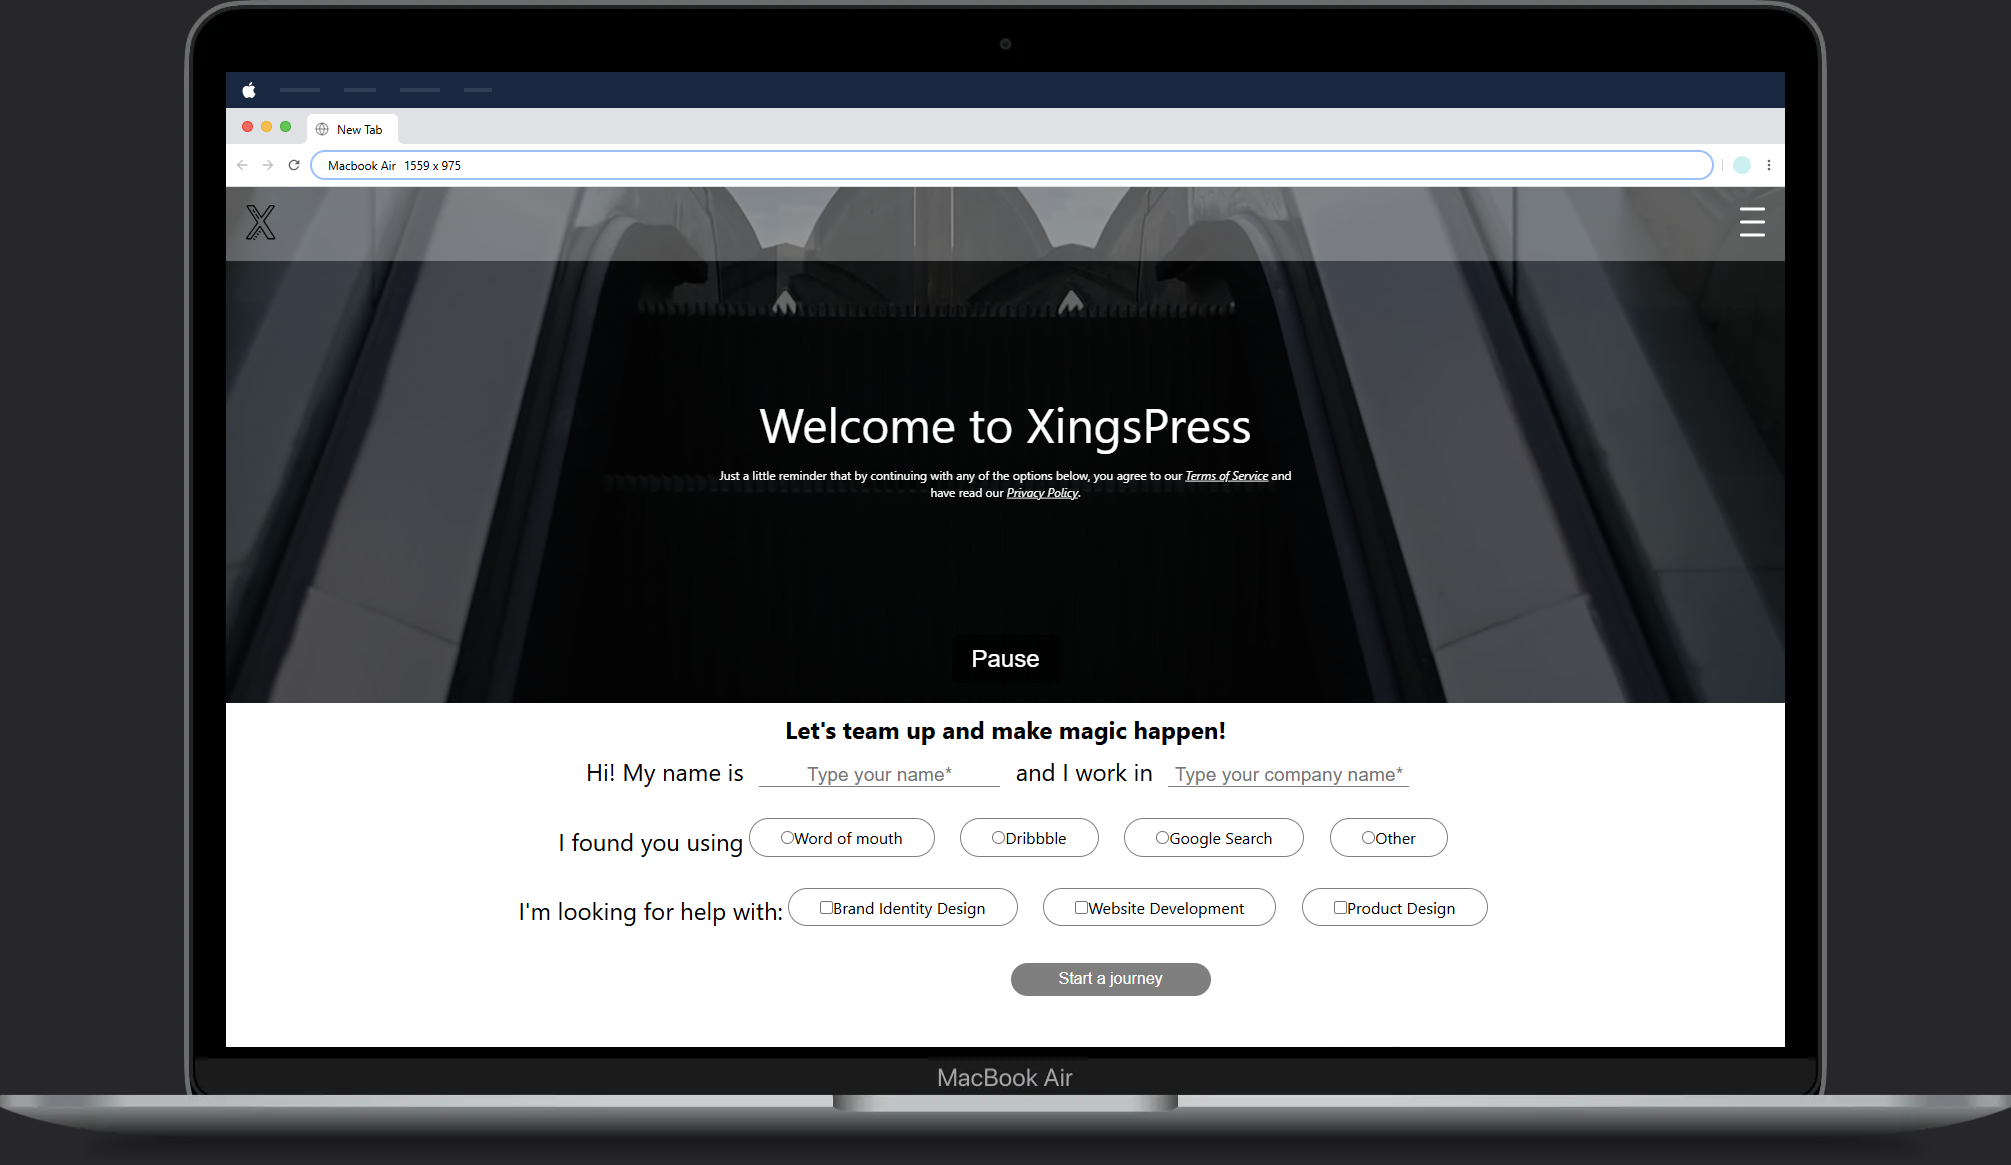 New Tab
Macbook Air 1559 x 975
X
Welcome to XingsPress
Just a little reminder that by continuing with any of the options below, you agree to our Terms of Service and
have read our Privacy Policy.
Pause
Let's team up and make magic happen!
Hi! My name is Type your name* and I work in Type your company name*
I found you using Word of mouth Dribbble Google Search Other
I'm looking for help with: Brand Identity Design Website Development Product Design
Start a journey
MacBook Air